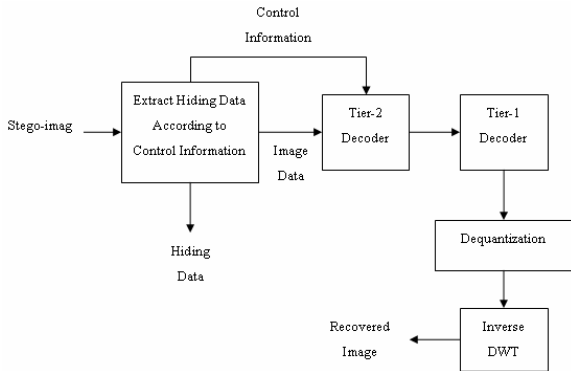 Control
Information
Stego-imag
Extract Hiding Data
According to
Control Information
Image
Data
Tier-2
Decoder
Tier-1
Decoder
Hiding
Data
Dequantization
Inverse
DWT
Recovered
Image